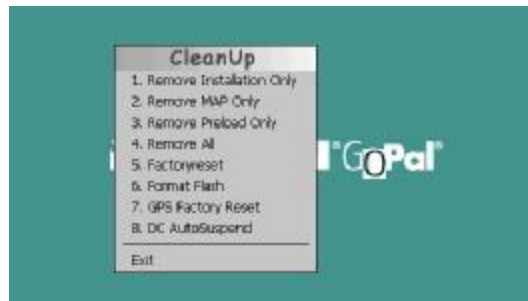 CleanUp
1. Remove Installation Only
2. Remove MAP Only
3. Remove Preload Only
4. Remove All
5. Factoryreset
6. Format Flash
7. GPS Factory Reset
8. DC AutoSuspend
Exit
GoPal